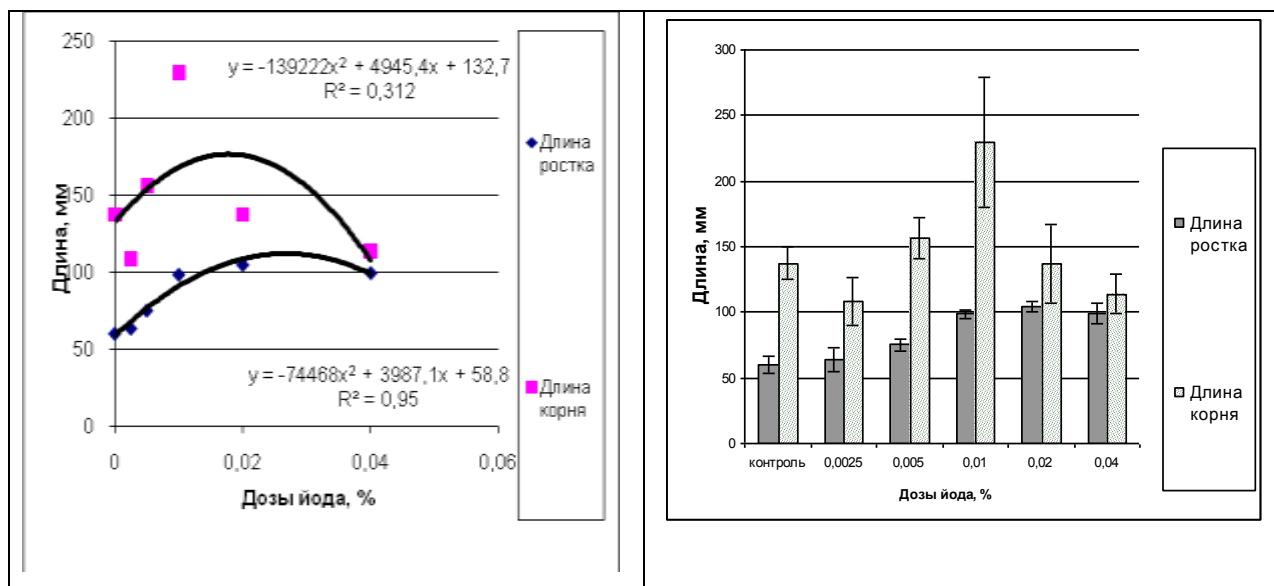 250
200
150
100
50
0
Длина, мм
y = -139222x² + 4945,4x + 132,7
R² = 0,312
y = -74468x² + 3987,1x + 58,8
R² = 0,95
0 0,02 0,04 0,06
Дозы йода, %
Длина
ростка
Длина
корня
300
250
200
150
100
50
0
Длина, мм
контроль 0,0025 0,005 0,01 0,02 0,04
Дозы йода, %
Длина
ростка
Длина
корня